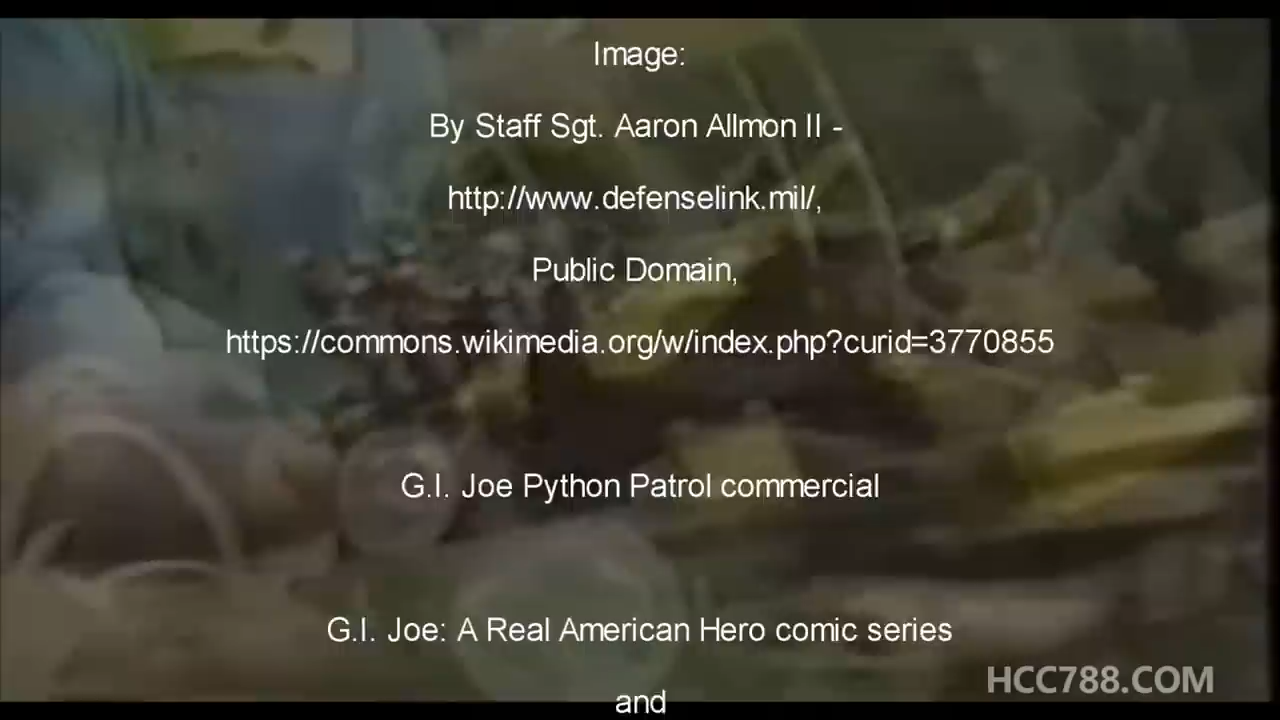 Image:
By Staff Sgt. Aaron Allmon II -
http://www.defenselink.mil/,
Public Domain,
https://commons.wikimedia.org/w/index.php?curid=3770855
G.I. Joe Python Patrol commercial
G.I. Joe: A Real American Hero comic series
and
HCC788.COM